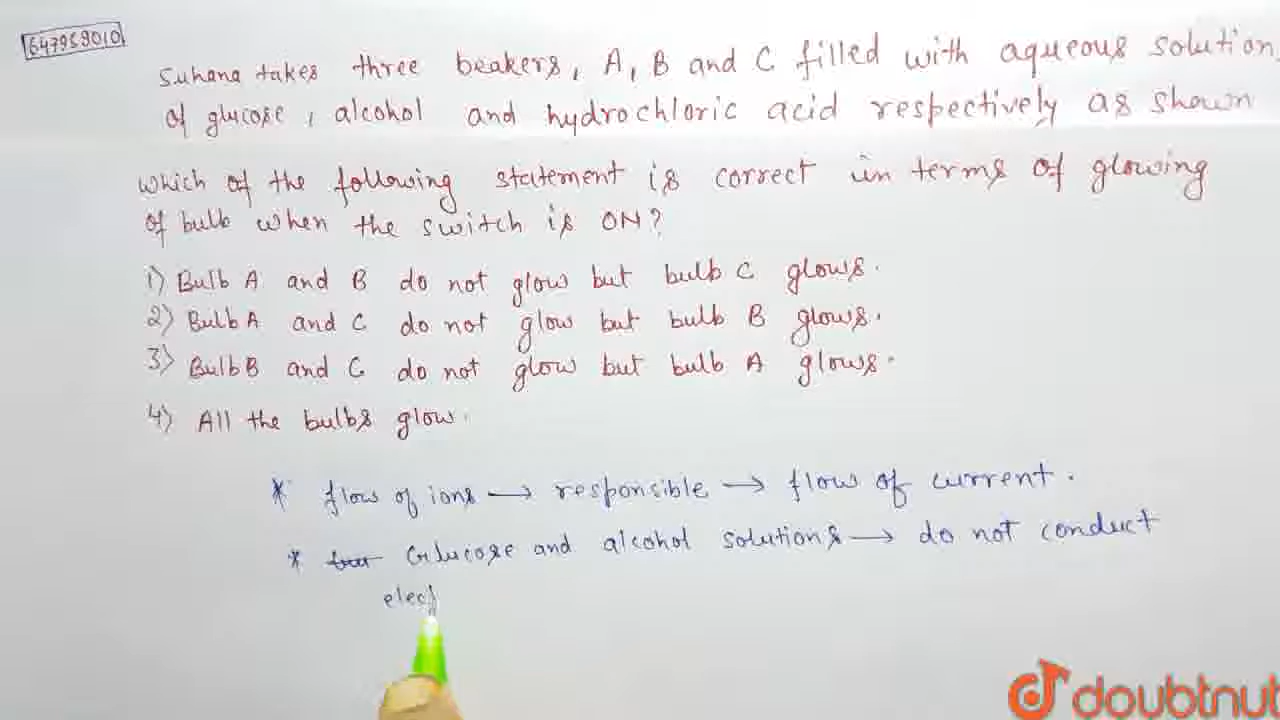 647959010
Suhana takes three beakers, A, B and C filled with aqueous solution
of glucose, alcohol and hydrochloric acid respectively as shown
Which of the following statement is correct in terms of glowing
of bulb when the switch is ON?
1) Bulb A and B do not glow but bulb C glows.
2) Bulb A and C do not glow but bulb B glows.
3) Bulb B and C do not glow but bulb A glows.
4) All the bulbs glow.
* flow of ions → responsible → flow of current.
* Glucose and alcohol solutions → do not conduct
elect
doubtnut